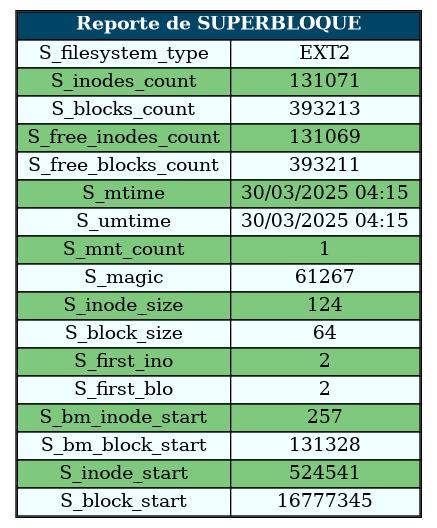 Reporte de SUPERBLOQUE
S_filesystem_type EXT2
S_inodes_count 131071
S_blocks_count 393213
S_free_inodes_count 131069
S_free_blocks_count 393211
S_mtime 30/03/2025 04:15
S_umtime 30/03/2025 04:15
S_mnt_count 1
S_magic 61267
S_inode_size 124
S_block_size 64
S_first_ino 2
S_first_blo 2
S_bm_inode_start 257
S_bm_block_start 131328
S_inode_start 524541
S_block_start 16777345